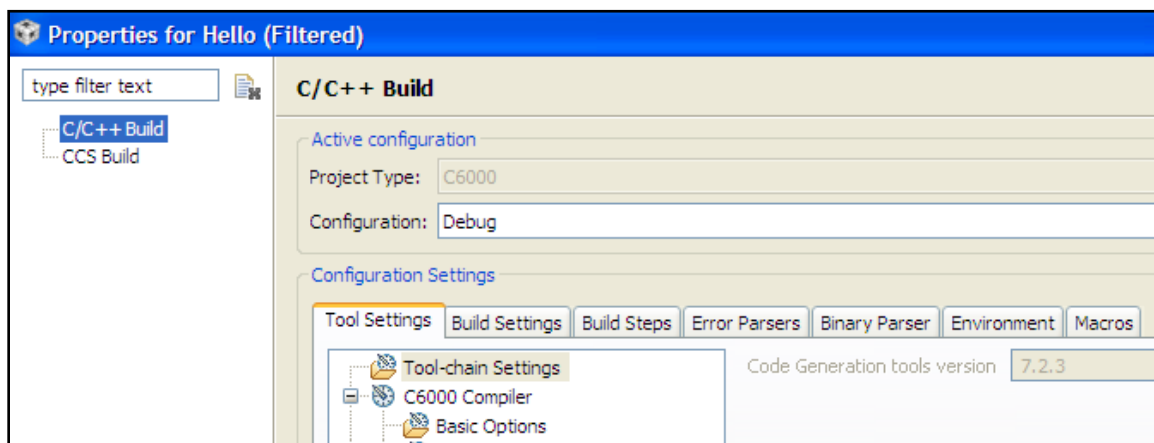 Properties for Hello (Filtered)
type filter text
C/C++ Build
CCS Build
C/C++ Build
Active configuration
Project Type: C6000
Configuration: Debug
Configuration Settings
Tool Settings Build Settings Build Steps Error Parsers Binary Parser Environment Macros
Tool-chain Settings
C6000 Compiler
Basic Options
Code Generation tools version 7.2.3